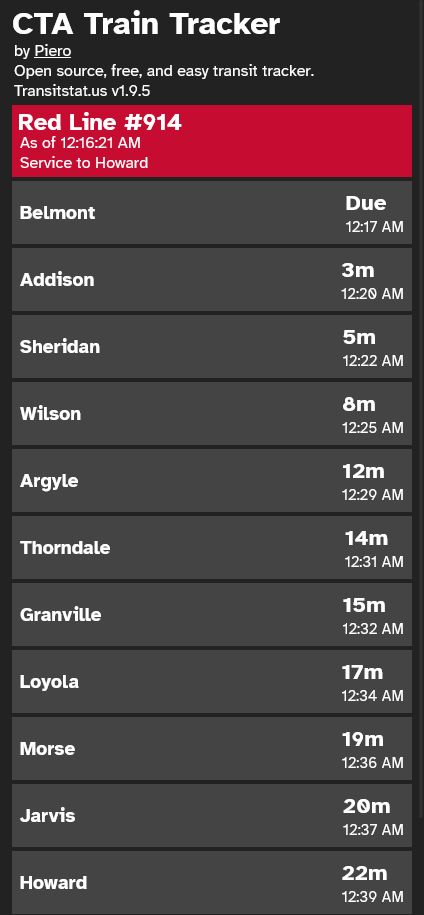 CTA Train Tracker
by Piero
Open source, free, and easy transit tracker.
Transitstat.us v1.9.5
Red Line #914
As of 12:16:21 AM
Service to Howard
Belmont
Due
12:17 AM
Addison
3m
12:20 AM
Sheridan
5m
12:22 AM
Wilson
8m
12:25 AM
Argyle
12m
12:29 AM
Thorndale
14m
12:31 AM
Granville
15m
12:32 AM
Loyola
17m
12:34 AM
Morse
19m
12:36 AM
Jarvis
20m
12:37 AM
Howard
22m
12:39 AM